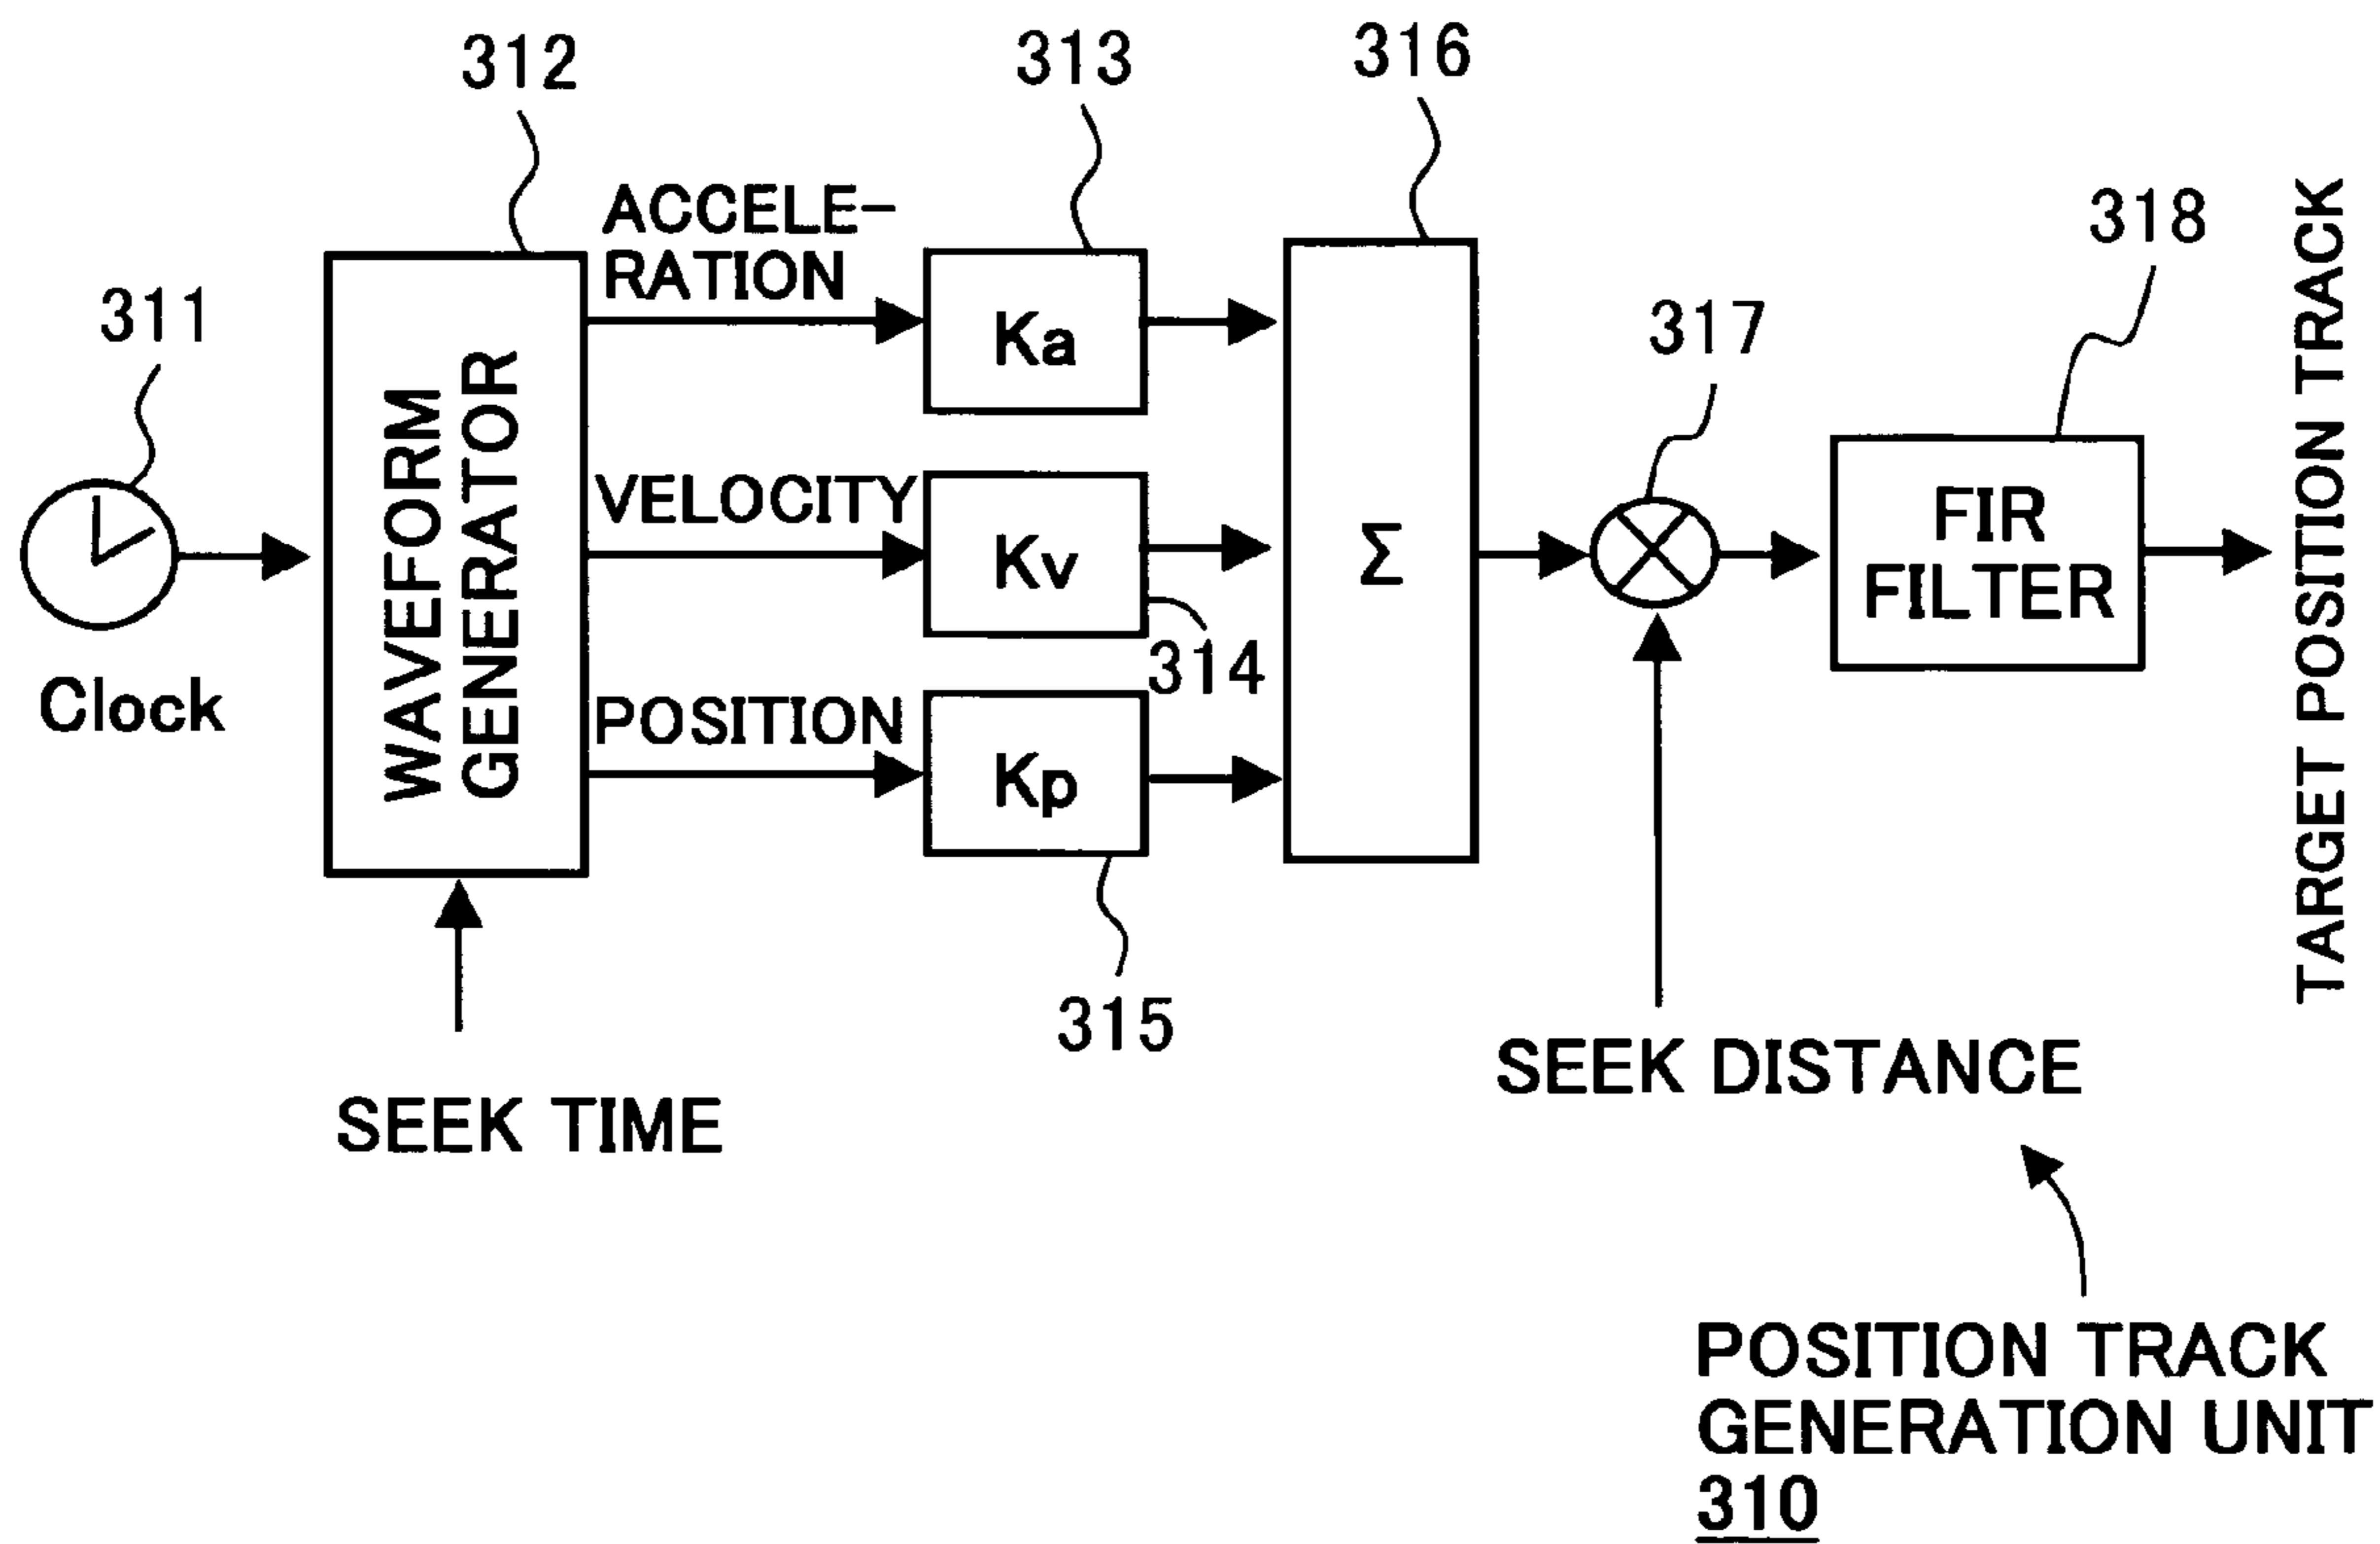 312
313
316
318
311
317
ACCELE-
RATION
Ka
WAVEFORM
GENERATOR
VELOCITY
Kv
314
Σ
FIR
FILTER
TARGET POSITION TRACK
Clock
POSITION
Kp
315
SEEK TIME
SEEK DISTANCE
POSITION TRACK
GENERATION UNIT
310